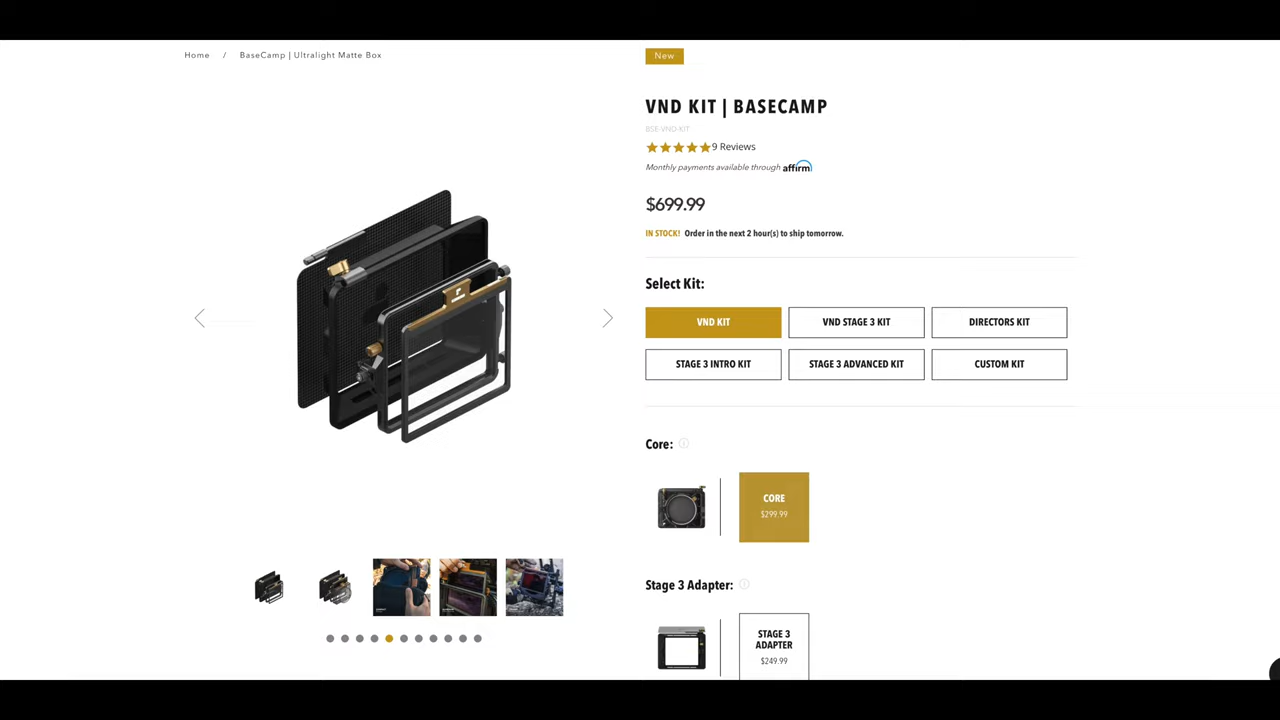 Home / BaseCamp | Ultralight Matte Box
New
VND KIT | BASECAMP
BSE-VND-KIT
9 Reviews
Monthly payments available through affirm
$699.99
IN STOCK! Order in the next 2 hour(s) to ship tomorrow.
Select Kit:
VND KIT
VND STAGE 3 KIT
DIRECTORS KIT
STAGE 3 INTRO KIT
STAGE 3 ADVANCED KIT
CUSTOM KIT
Core:
CORE
$299.99
Stage 3 Adapter:
STAGE 3
ADAPTER
$249.99